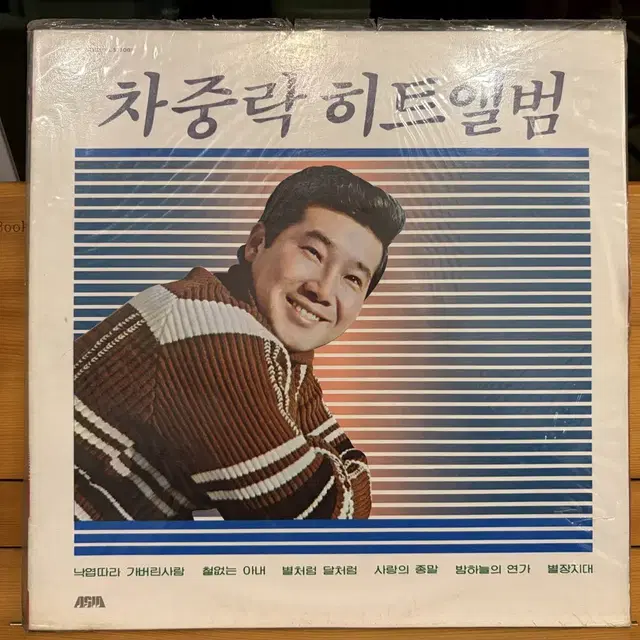 차중락 히트앨범
Book
낙엽따라 가버린사랑 철없는 아내 별처럼 달처럼 사랑의 종말 밤하늘의 연가 별장지대
ASIA